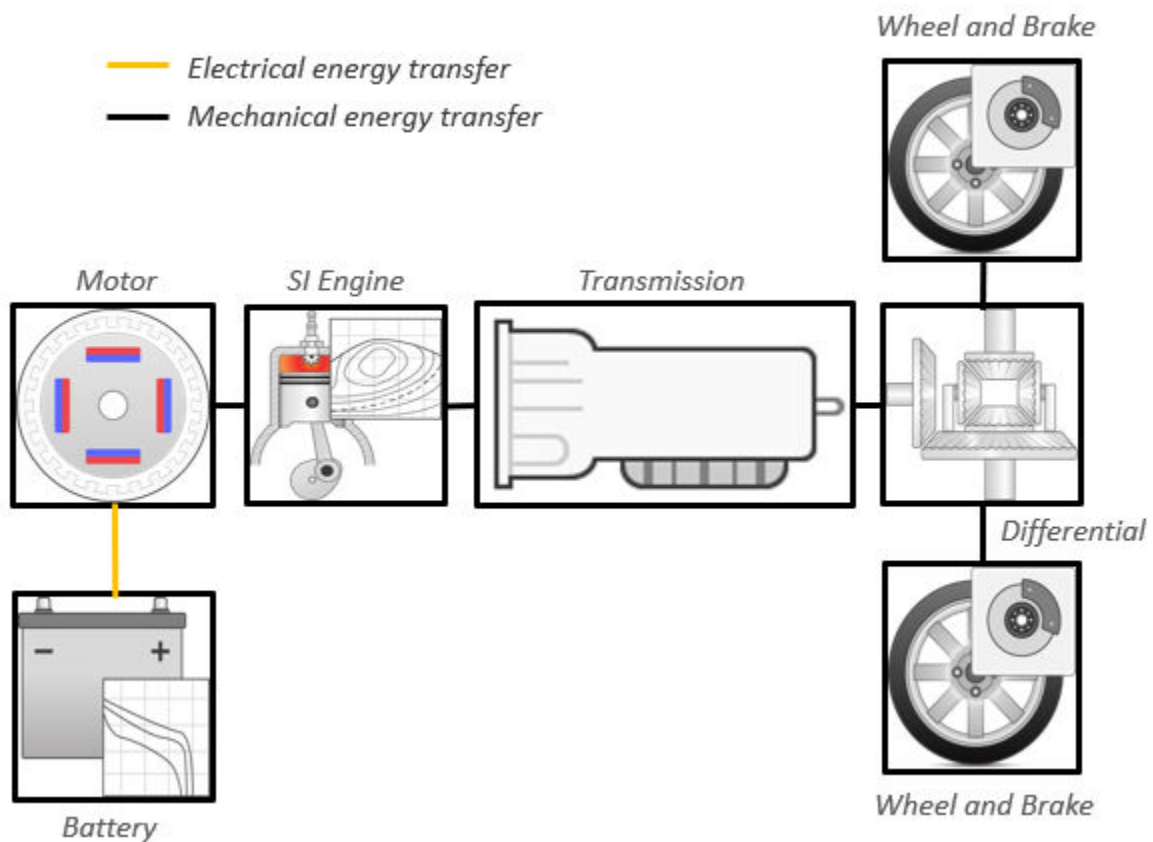 Wheel and Brake
Electrical energy transfer
Mechanical energy transfer
Motor
SI Engine
Transmission
Differential
− +
Battery
Wheel and Brake